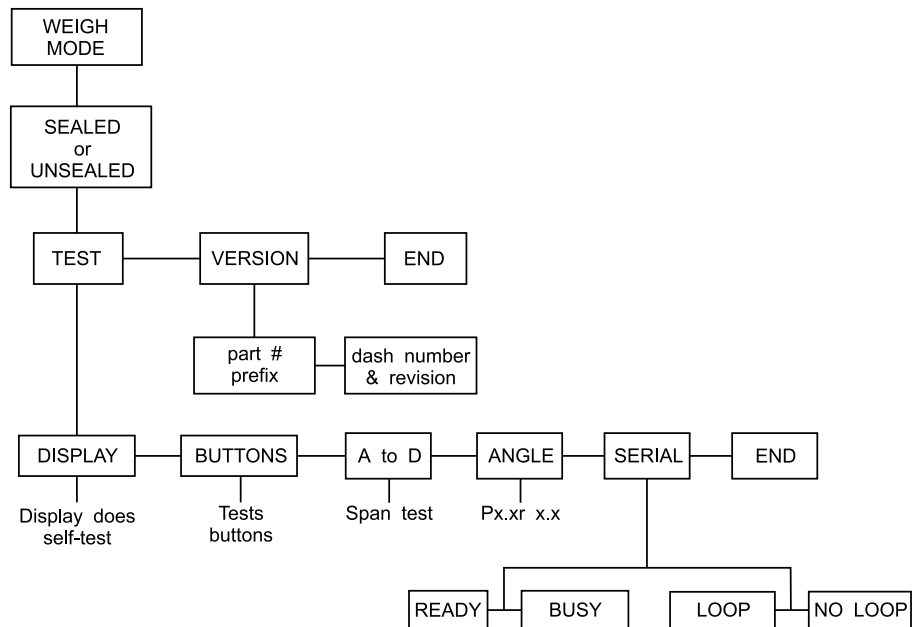 WEIGH
MODE
SEALED
or
UNSEALED
TEST
VERSION
END
part #
prefix
dash number
& revision
DISPLAY
BUTTONS
A to D
ANGLE
SERIAL
END
Display does
self-test
Tests
buttons
Span test
Px.xr x.x
READY
BUSY
LOOP
NO LOOP